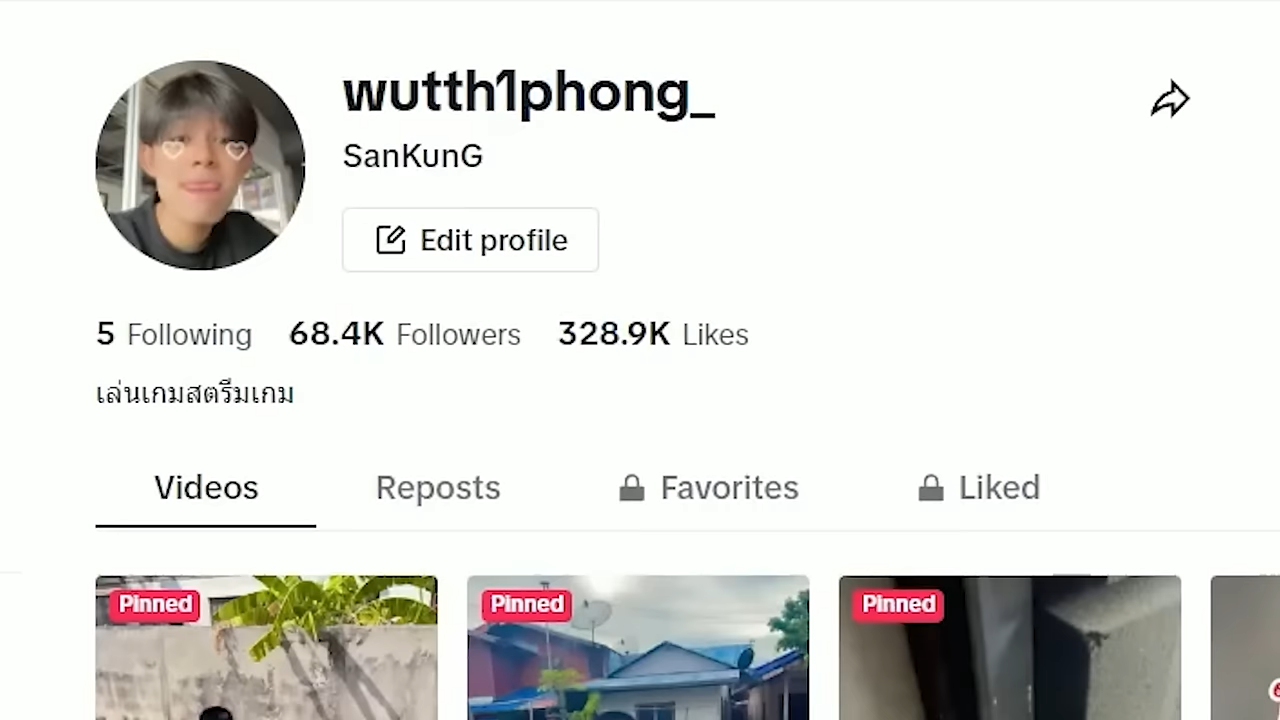 wutth1phong_
SanKunG
Edit profile
5 Following 68.4K Followers 328.9K Likes
เล่นเกมสตรีมเกม
Videos Reposts Favorites Liked
Pinned Pinned Pinned